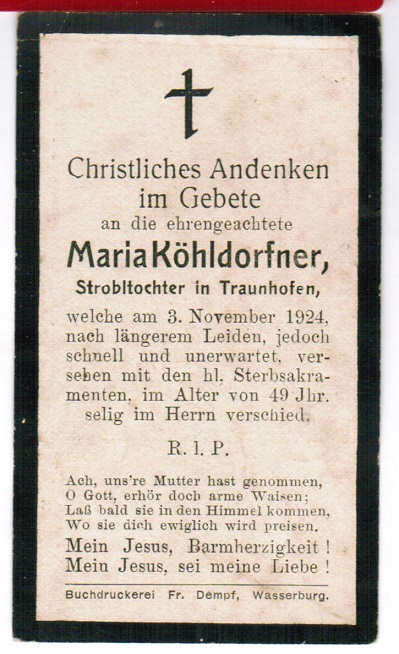 Christliches Andenken
im Gebete
an die ehrengeachtete
Maria Köhldorfner,
Strobltochter in Traunhofen,
welche am 3. November 1924,
nach längerem Leiden, jedoch
schnell und unerwartet, ver-
sehen mit den hl. Sterbsakra-
menten, im Alter von 49 Jhr.
selig im Herrn verschied.
R. I. P.
Ach, uns're Mutter hast genommen,
O Gott, erhör doch arme Waisen;
Laß bald sie in den Himmel kommen,
Wo sie dich ewiglich wird preisen.
Mein Jesus, Barmherzigkeit !
Mein Jesus, sei meine Liebe !
Buchdruckerei Fr. Dempf, Wasserburg.